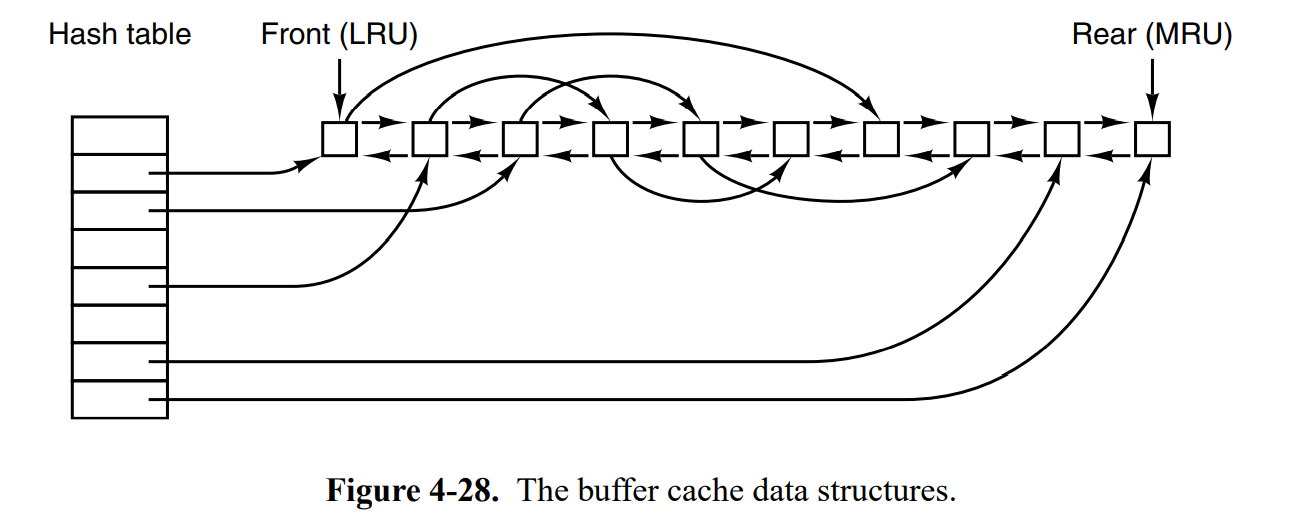 Hash table
Front (LRU)
Rear (MRU)
Figure 4-28. The buffer cache data structures.